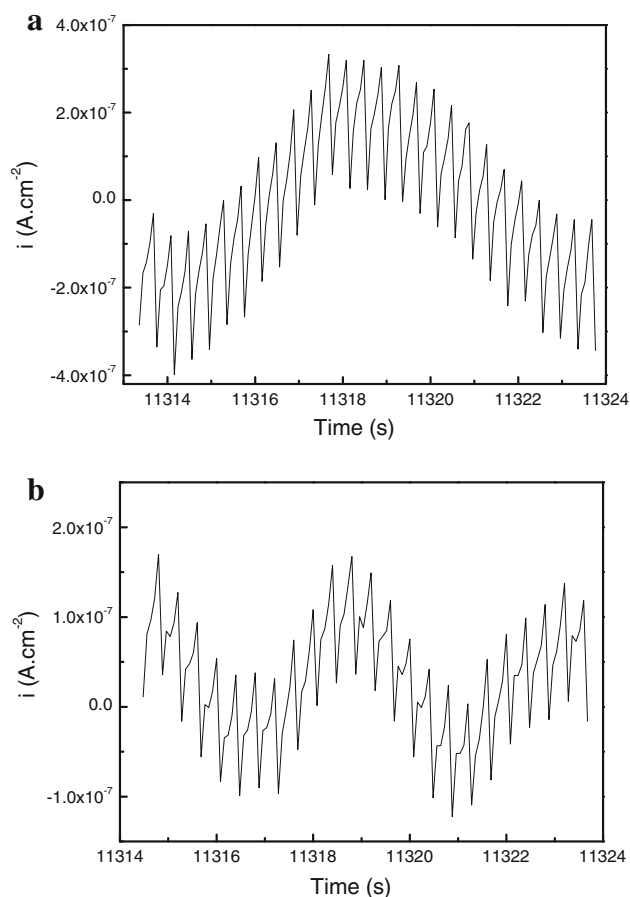 a
4.0x10⁻⁷
2.0x10⁻⁷
0.0
-2.0x10⁻⁷
-4.0x10⁻⁷
i (A.cm⁻²)
11314 11316 11318 11320 11322 11324
Time (s)
b
2.0x10⁻⁷
1.0x10⁻⁷
0.0
-1.0x10⁻⁷
i (A.cm⁻²)
11314 11316 11318 11320 11322 11324
Time (s)